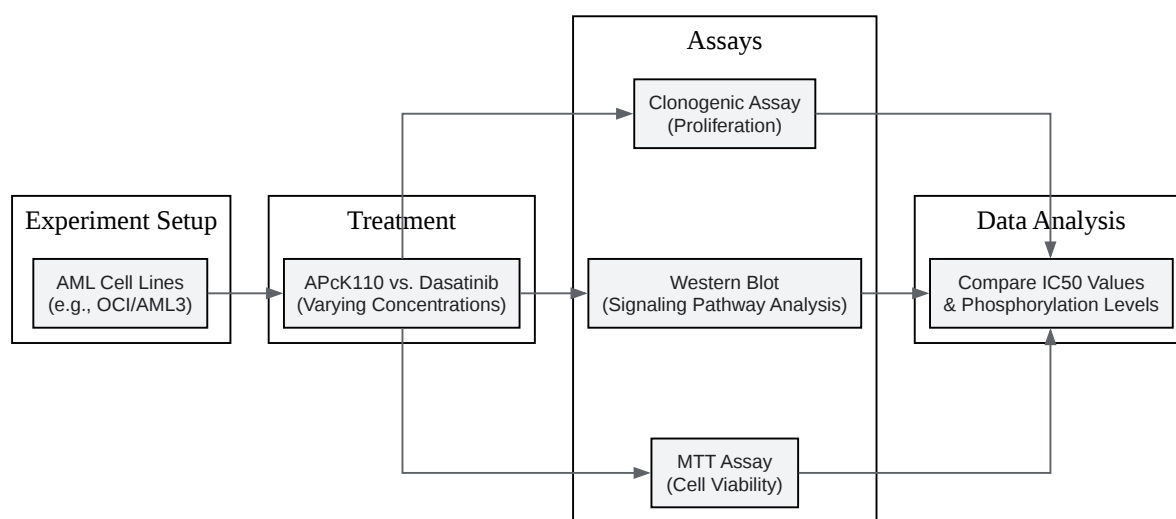 Experiment Setup
AML Cell Lines
(e.g., OCI/AML3)
Treatment
APcK110 vs. Dasatinib
(Varying Concentrations)
Assays
Clonogenic Assay
(Proliferation)
Western Blot
(Signaling Pathway Analysis)
MTT Assay
(Cell Viability)
Data Analysis
Compare IC50 Values
& Phosphorylation Levels